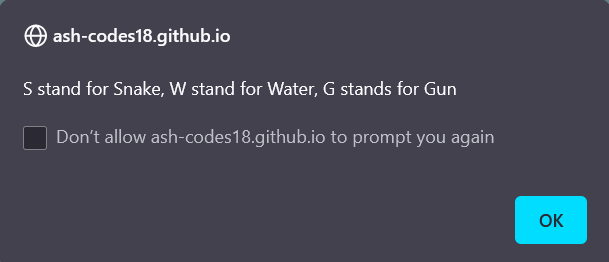 ash-codes18.github.io
S stand for Snake, W stand for Water, G stands for Gun
Don’t allow ash-codes18.github.io to prompt you again
OK